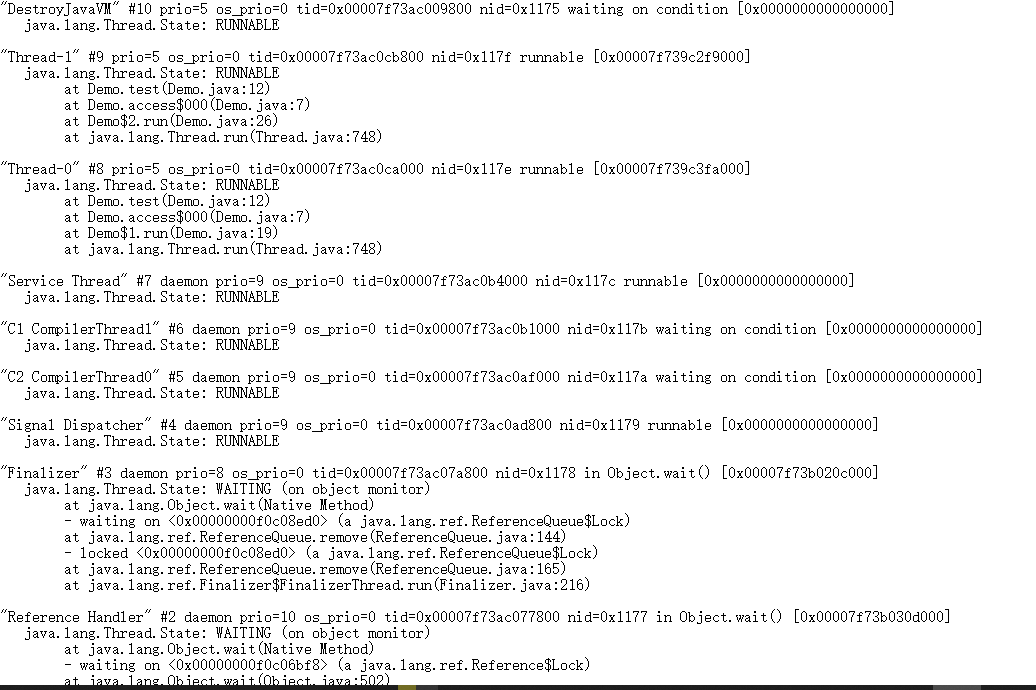 "DestroyJavaVM" #10 prio=5 os_prio=0 tid=0x00007f73ac009800 nid=0x1175 waiting on condition [0x0000000000000000]
java.lang.Thread.State: RUNNABLE
"Thread-1" #9 prio=5 os_prio=0 tid=0x00007f73ac0cb800 nid=0x117f runnable [0x00007f739c2f9000]
java.lang.Thread.State: RUNNABLE
at Demo.test(Demo.java:12)
at Demo.access$000(Demo.java:7)
at Demo$2.run(Demo.java:26)
at java.lang.Thread.run(Thread.java:748)
"Thread-0" #8 prio=5 os_prio=0 tid=0x00007f73ac0ca000 nid=0x117e runnable [0x00007f739c3fa000]
java.lang.Thread.State: RUNNABLE
at Demo.test(Demo.java:12)
at Demo.access$000(Demo.java:7)
at Demo$1.run(Demo.java:19)
at java.lang.Thread.run(Thread.java:748)
"Service Thread" #7 daemon prio=9 os_prio=0 tid=0x00007f73ac0b4000 nid=0x117c runnable [0x0000000000000000]
java.lang.Thread.State: RUNNABLE
"C1 CompilerThread1" #6 daemon prio=9 os_prio=0 tid=0x00007f73ac0b1000 nid=0x117b waiting on condition [0x0000000000000000]
java.lang.Thread.State: RUNNABLE
"C2 CompilerThread0" #5 daemon prio=9 os_prio=0 tid=0x00007f73ac0af000 nid=0x117a waiting on condition [0x0000000000000000]
java.lang.Thread.State: RUNNABLE
"Signal Dispatcher" #4 daemon prio=9 os_prio=0 tid=0x00007f73ac0ad800 nid=0x1179 runnable [0x0000000000000000]
java.lang.Thread.State: RUNNABLE
"Finalizer" #3 daemon prio=8 os_prio=0 tid=0x00007f73ac07a800 nid=0x1178 in Object.wait() [0x00007f73b020c000]
java.lang.Thread.State: WAITING (on object monitor)
at java.lang.Object.wait(Native Method)
- waiting on <0x00000000f0c08ed0> (a java.lang.ref.ReferenceQueue$Lock)
at java.lang.ref.ReferenceQueue.remove(ReferenceQueue.java:144)
- locked <0x00000000f0c08ed0> (a java.lang.ref.ReferenceQueue$Lock)
at java.lang.ref.ReferenceQueue.remove(ReferenceQueue.java:165)
at java.lang.ref.Finalizer$FinalizerThread.run(Finalizer.java:216)
"Reference Handler" #2 daemon prio=10 os_prio=0 tid=0x00007f73ac077800 nid=0x1177 in Object.wait() [0x00007f73b030d000]
java.lang.Thread.State: WAITING (on object monitor)
at java.lang.Object.wait(Native Method)
- waiting on <0x00000000f0c06bf8> (a java.lang.ref.Reference$Lock)
at java.lang.Object.wait(Object.java:502)